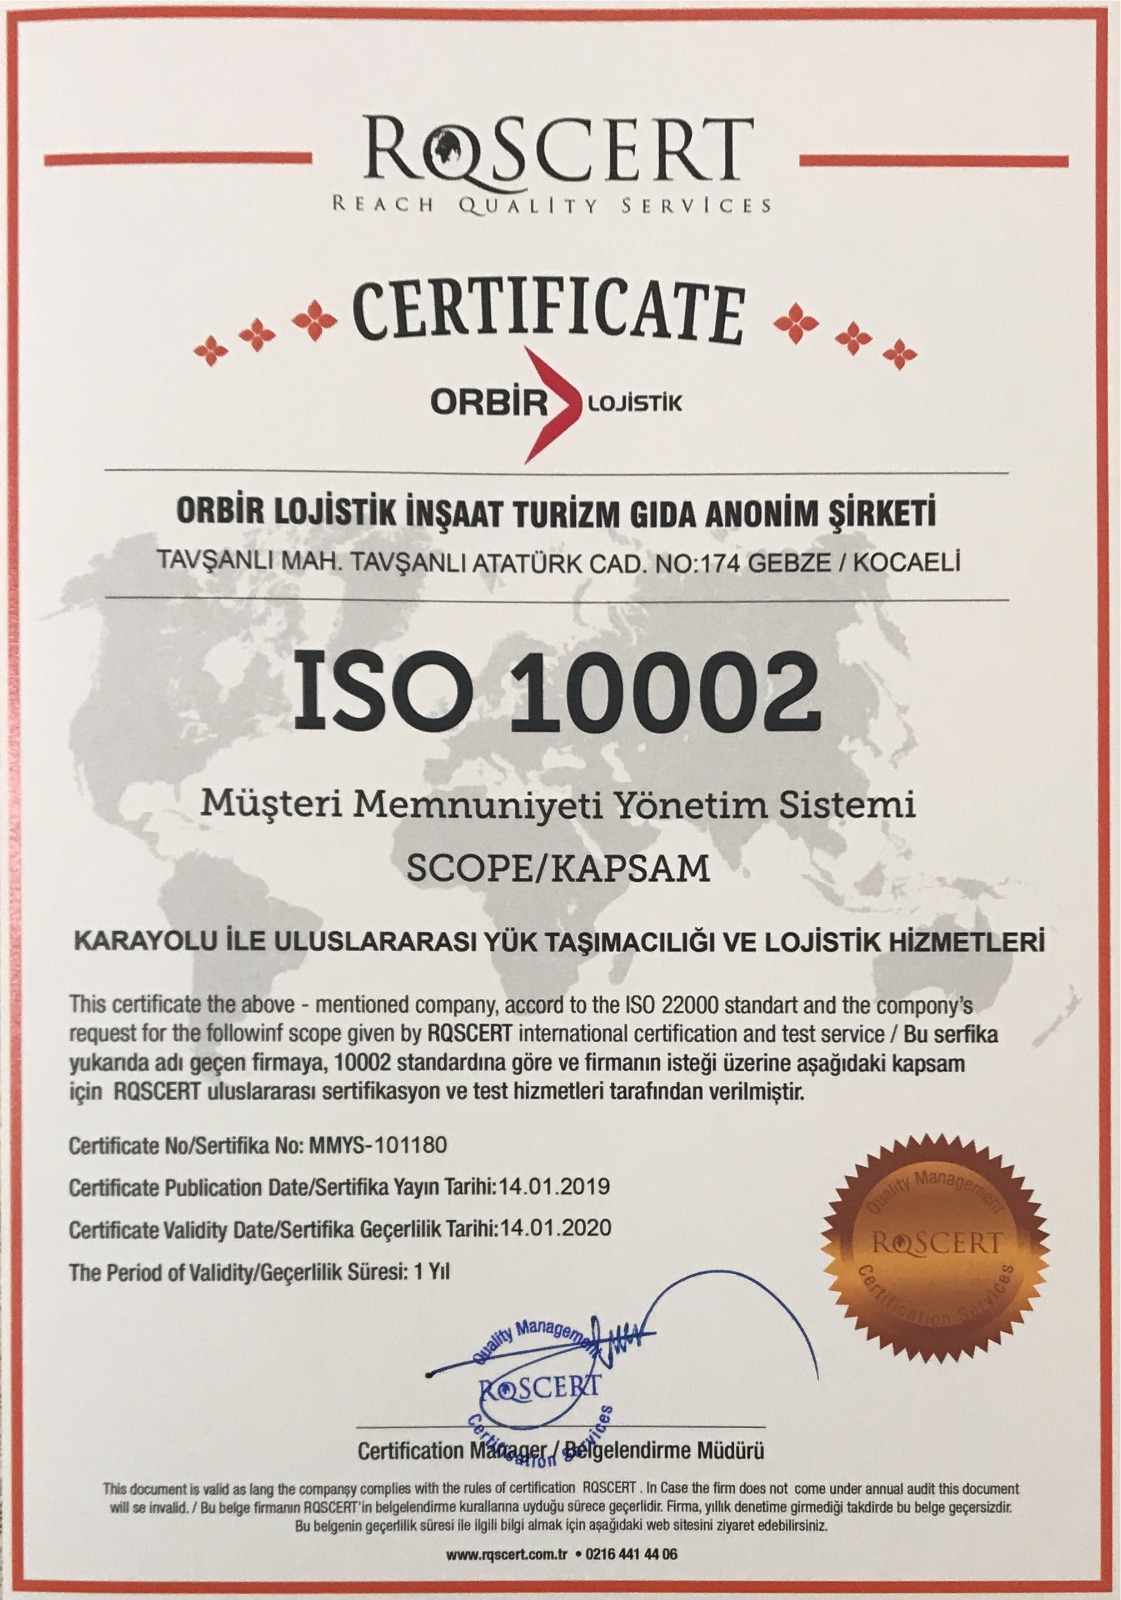 RQSCERT
REACH QUALİTY SERVİCES
CERTIFICATE
ORBİR LOJİSTİK
ORBİR LOJİSTİK İNŞAAT TURİZM GIDA ANONİM ŞİRKETİ
TAVŞANLI MAH. TAVŞANLI ATATÜRK CAD. NO:174 GEBZE / KOCAELİ
ISO 10002
Müşteri Memnuniyeti Yönetim Sistemi
SCOPE/KAPSAM
KARAYOLU İLE ULUSLARARASI YÜK TAŞIMACILIĞI VE LOJİSTİK HİZMETLERİ
This certificate the above - mentioned company, accord to the ISO 22000 standart and the compony's
request for the followinf scope given by RQSCERT international certification and test service / Bu serfika
yukarıda adı geçen firmaya, 10002 standardına göre ve firmanın isteği üzerine aşağıdaki kapsam
için RQSCERT uluslararası sertifikasyon ve test hizmetleri tarafından verilmiştir.
Certificate No/Sertifika No: MMYS-101180
Certificate Publication Date/Sertifika Yayın Tarihi:14.01.2019
Certificate Validity Date/Sertifika Geçerlilik Tarihi:14.01.2020
The Period of Validity/Geçerlilik Süresi: 1 Yıl
Quality Management
RQSCERT
Certification Services
Quality Management
RQSCERT
Certification Services
Certification Manager / Belgelendirme Müdürü
This document is valid as lang the companşy complies with the rules of certification RQSCERT . In Case the firm does not come under annual audit this document
will se invalid. / Bu belge firmanın RQSCERT'in belgelendirme kurallarına uyduğu sürece geçerlidir. Firma, yıllık denetime girmediği takdirde bu belge geçersizdir.
Bu belgenin geçerlilik süresi ile ilgili bilgi almak için aşağıdaki web sitesini ziyaret edebilirsiniz.
www.rqscert.com.tr • 0216 441 44 06